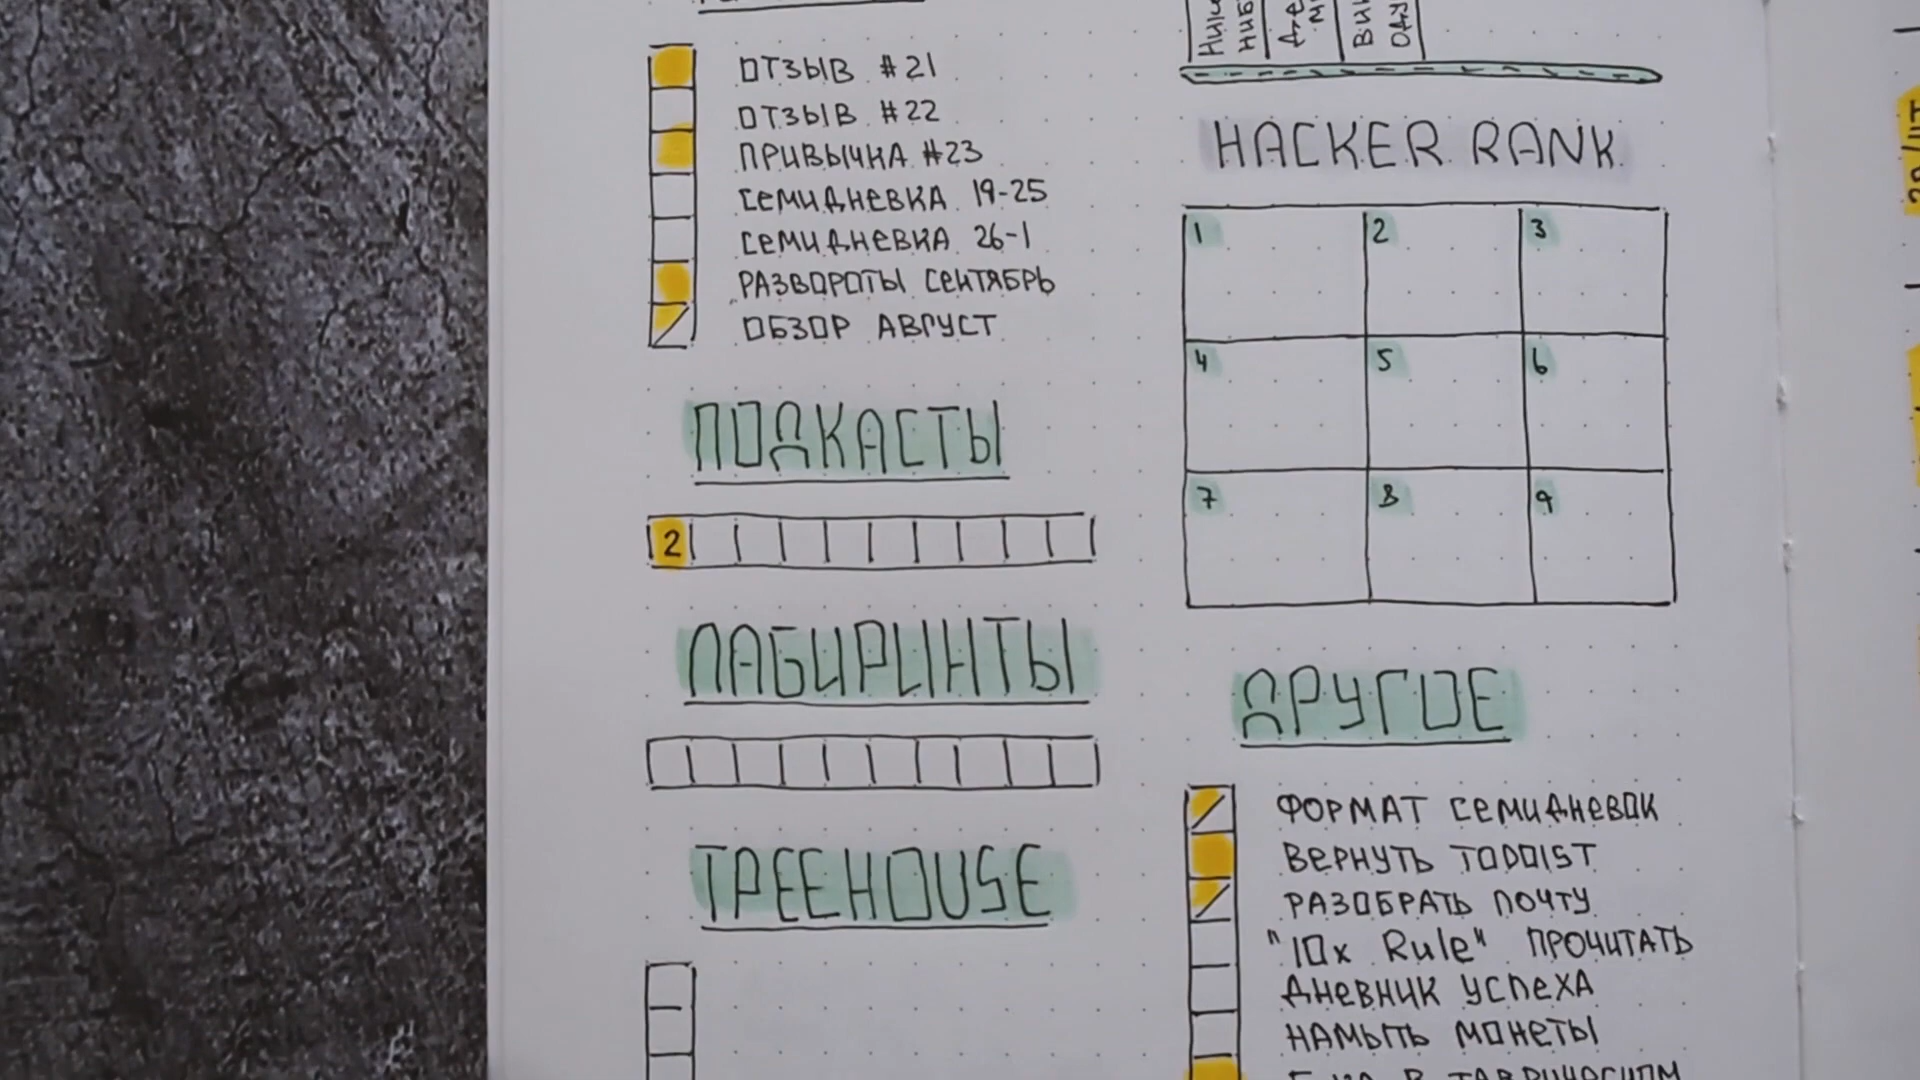 ОТЗЫВ #21
ОТЗЫВ #22
ПРИВЫЧКА #23
СЕМИДНЕВКА 19-25
СЕМИДНЕВКА 26-1
РАЗВОРОТЫ СЕНТЯБРЬ
ОБЗОР АВГУСТ
ПОДКАСТЫ
2
ЛАБИРИНТЫ
TREEHOUSE
HACKER RANK
1 2 3
4 5 6
7 8 9
ДРУГОЕ
ФОРМАТ СЕМИДНЕВОК
ВЕРНУТЬ TODOIST
РАЗОБРАТЬ ПОЧТУ
"10x Rule" ПРОЧИТАТЬ
ДНЕВНИК УСПЕХА
НАМЫТЬ МОНЕТЫ